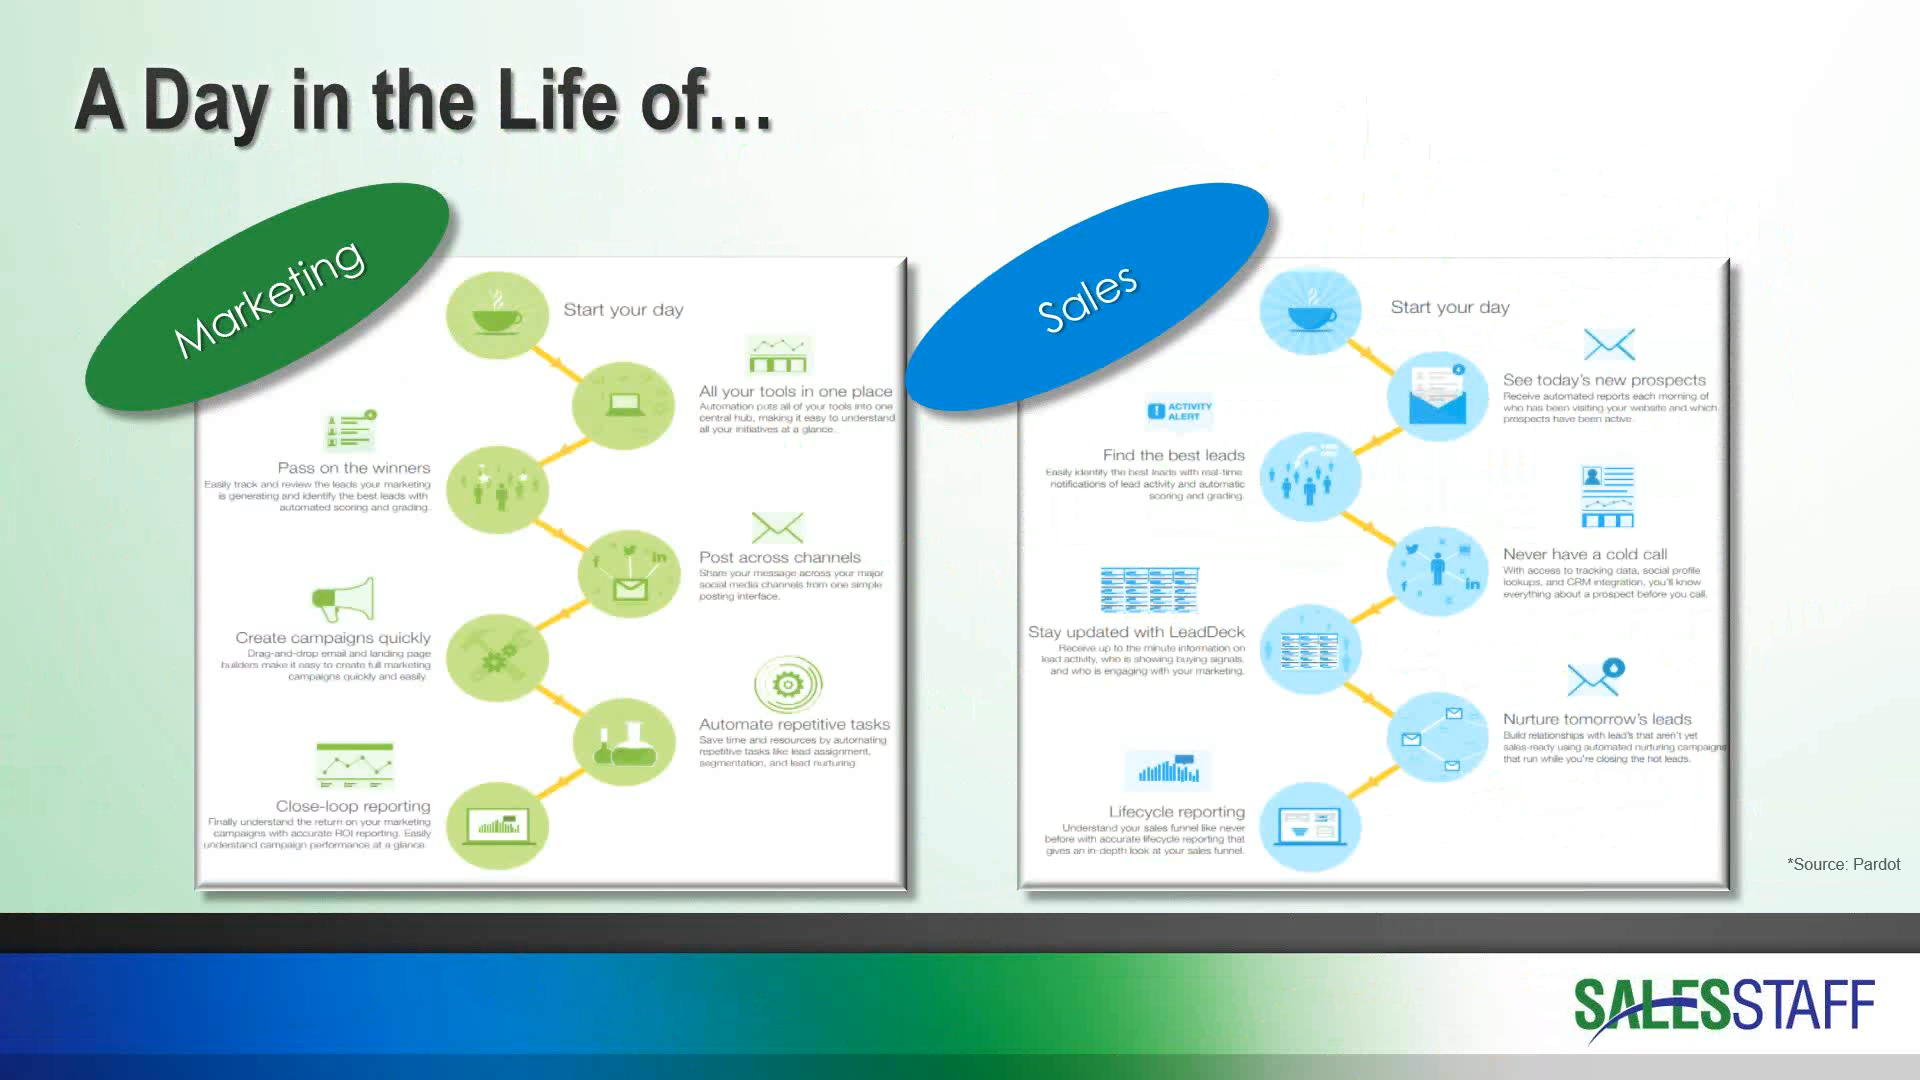 A Day in the Life of...
Marketing
Start your day
All your tools in one place
Automation puts all of your tools into one
central hub, making it easy to understand
all your initiatives at a glance.
Pass on the winners
Easily track and review the leads your marketing
is generating and identify the best leads with
automated scoring and grading.
Post across channels
Share your message across your major
social media channels from one simple
posting interface.
Create campaigns quickly
Drag-and-drop email and landing page
builders make it easy to create full marketing
campaigns quickly and easily.
Automate repetitive tasks
Save time and resources by automating
repetitive tasks like lead assignment,
segmentation, and lead nurturing.
Close-loop reporting
Finally understand the return on your marketing
campaigns with accurate ROI reporting. Easily
understand campaign performance at a glance.
Sales
Start your day
See today's new prospects
Receive automated reports each morning of
who has been visiting your website and which
prospects have been active.
ACTIVITY
ALERT
Find the best leads
Easily identify the best leads with real-time
notifications of lead activity and automatic
scoring and grading.
Never have a cold call
With access to tracking data, social profile
lookups, and CRM integration, you'll know
everything about a prospect before you call.
Stay updated with LeadDeck
Receive up to the minute information on
lead activity, who is showing buying signals,
and who is engaging with your marketing.
Nurture tomorrow's leads
Build relationships with lead's that aren't yet
sales-ready using automated nurturing campaigns
that run while you're closing the hot leads.
Lifecycle reporting
Understand your sales funnel like never
before with accurate lifecycle reporting that
gives an in-depth look at your sales funnel.
*Source: Pardot
SALESSTAFF